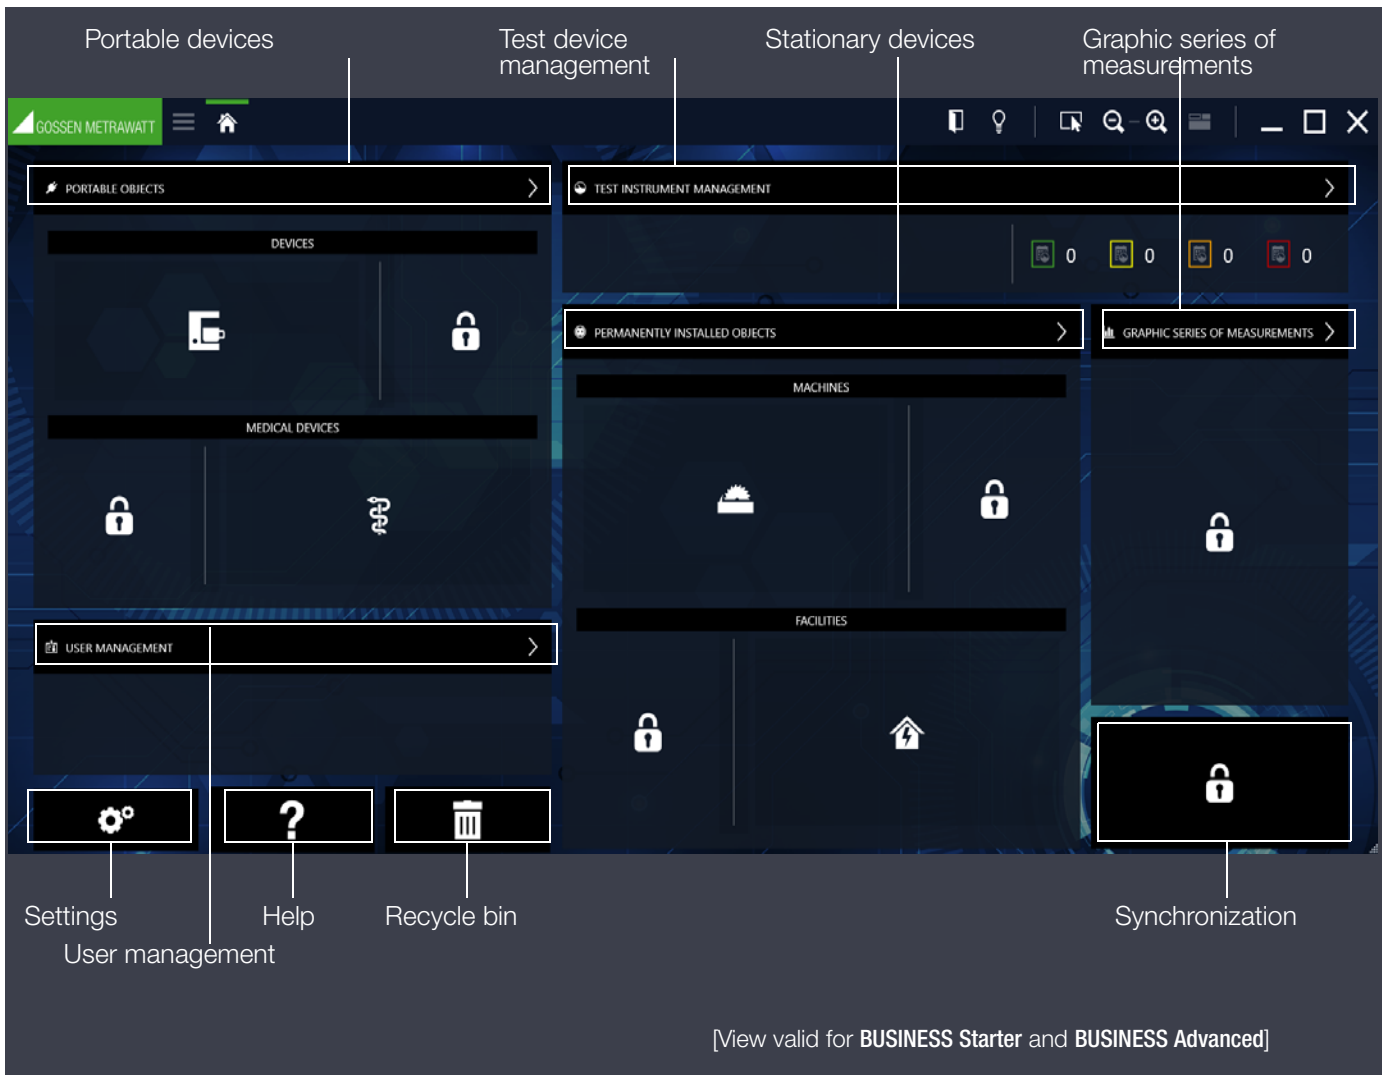 Portable devices
Test device
management
Stationary devices
Graphic series of
measurements
GOSSEN METRAWATT
PORTABLE OBJECTS
TEST INSTRUMENT MANAGEMENT
DEVICES
0 0 0 0
PERMANENTLY INSTALLED OBJECTS
GRAPHIC SERIES OF MEASUREMENTS
MACHINES
MEDICAL DEVICES
FACILITIES
USER MANAGEMENT
?
Settings
Help
Recycle bin
Synchronization
User management
[View valid for BUSINESS Starter and BUSINESS Advanced]